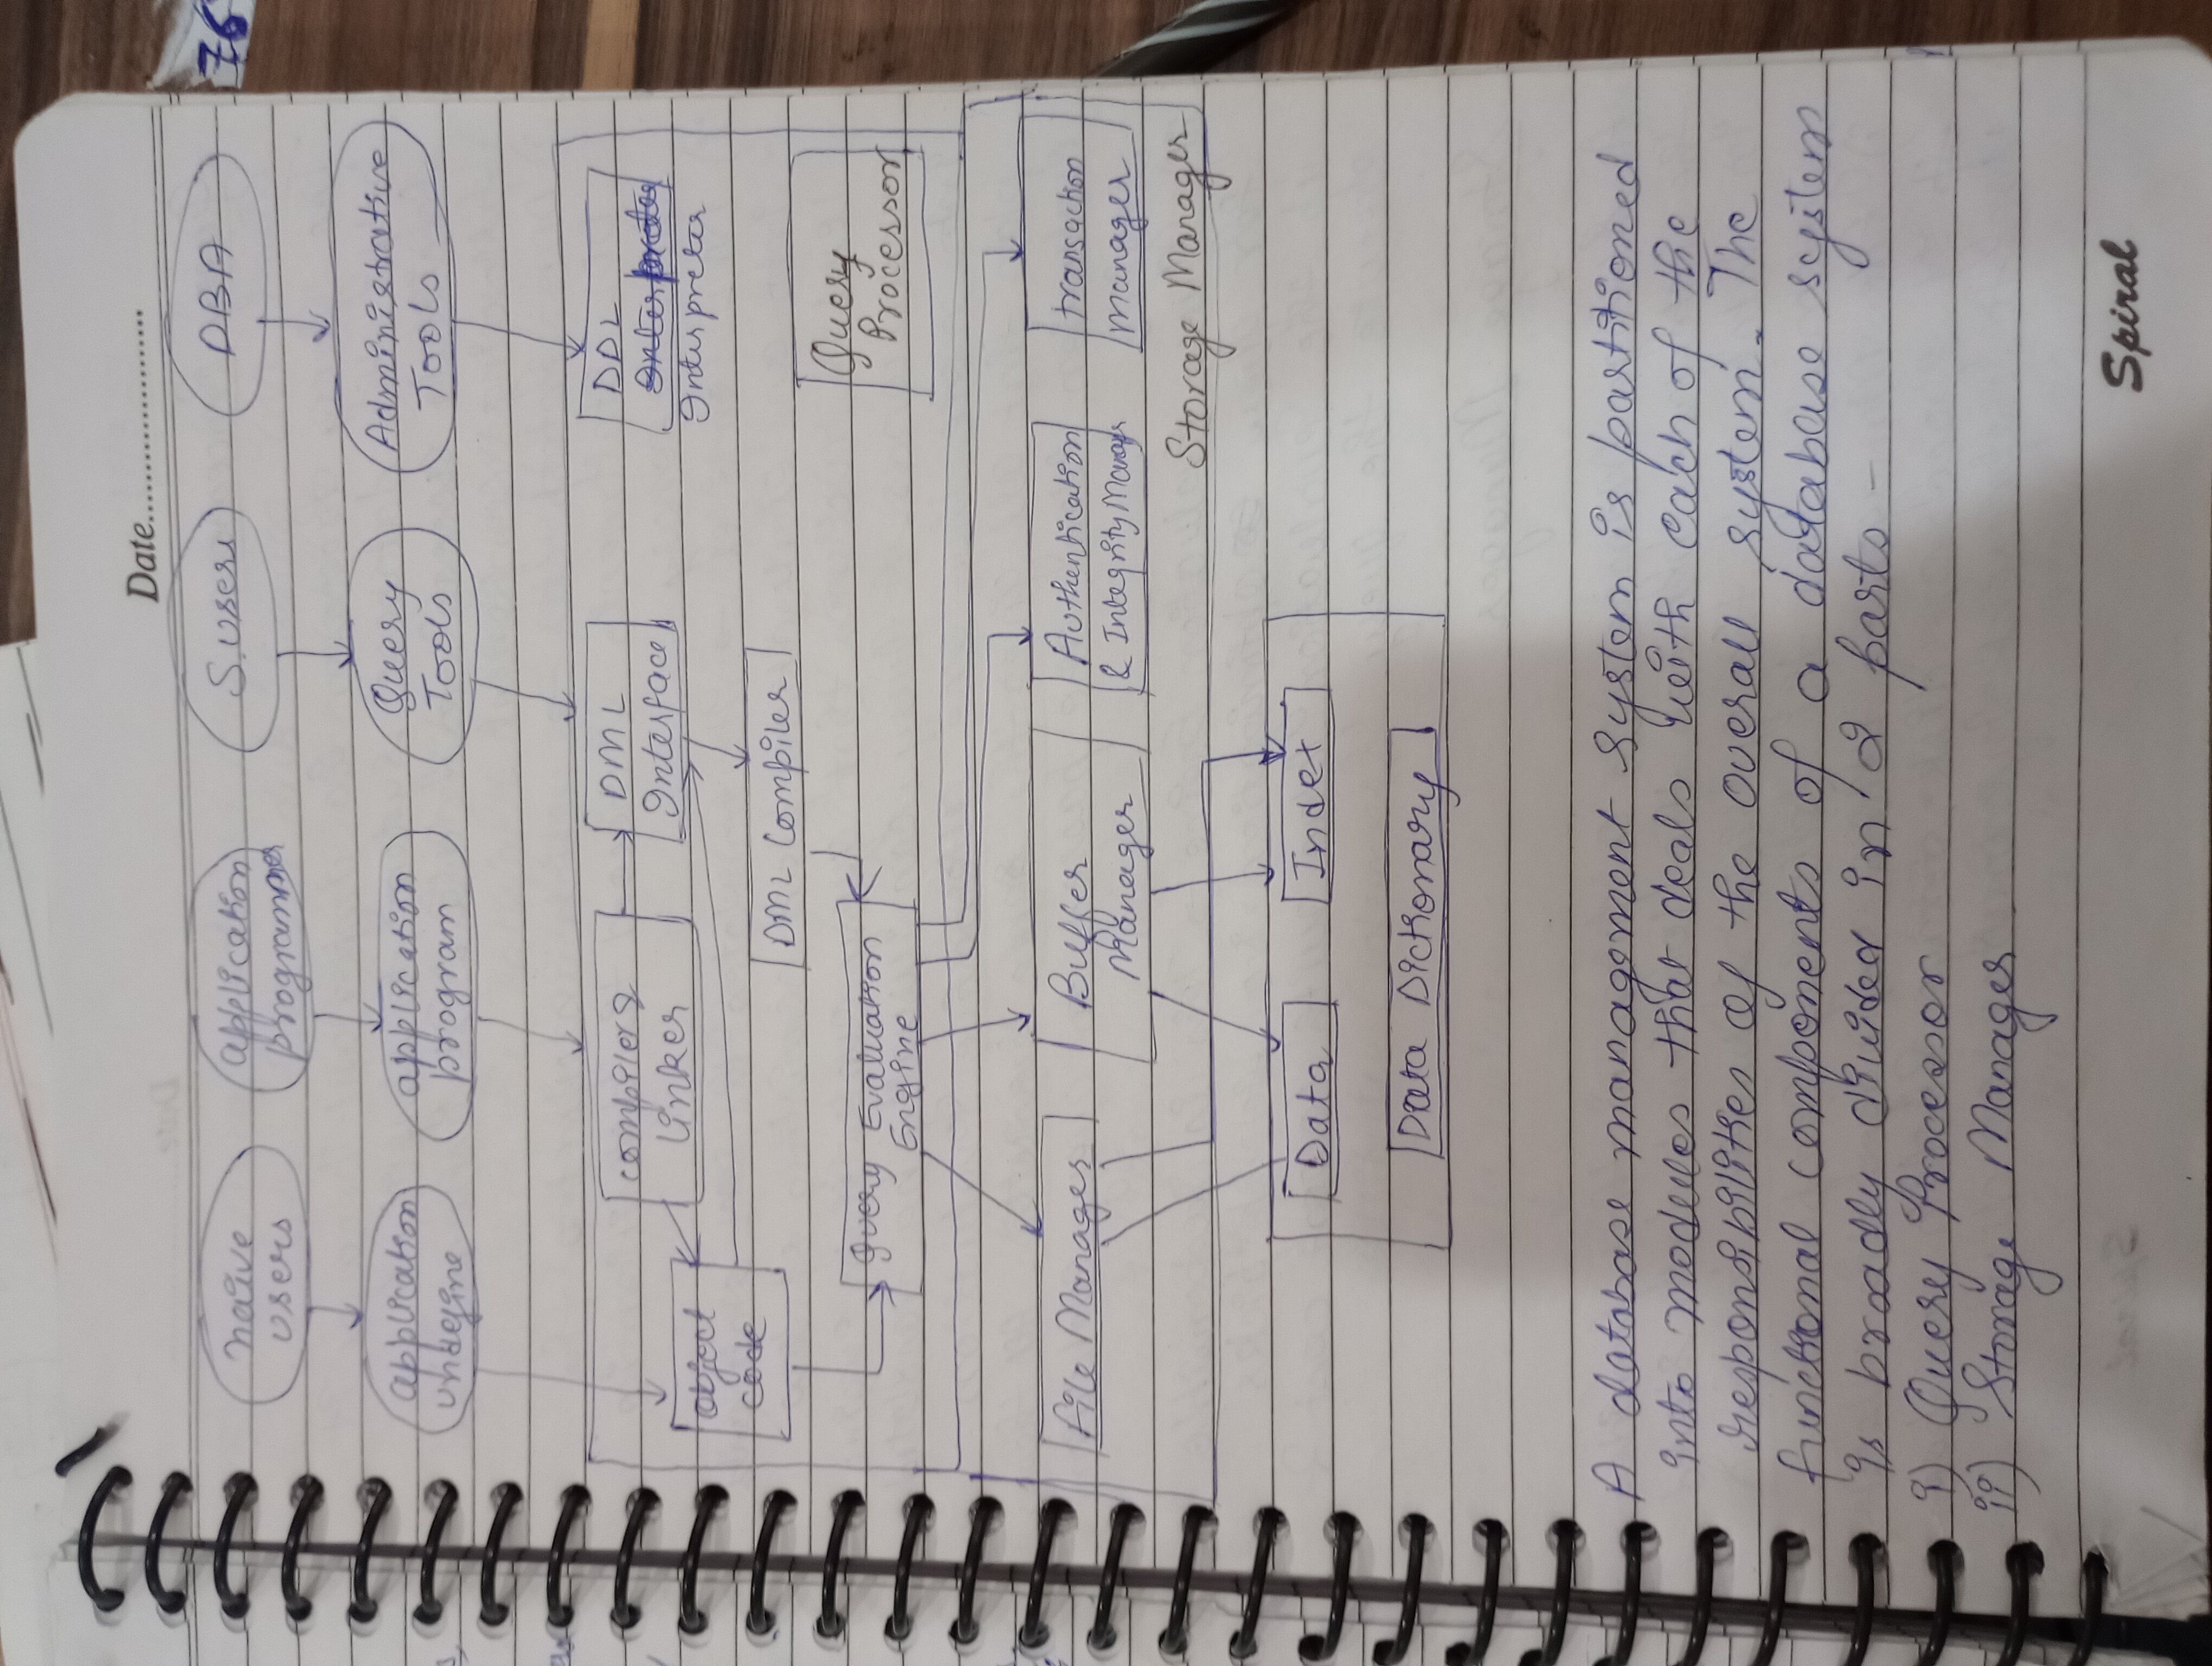 Date
76
naive
users
application
programmer
S.users
DBA
application
undefine
application
program
Query
Tools
Administrative
Tools
compiler &
linker
DML
Interface
DDL
Interpreter
object
code
DML Compiler
Query Evaluation
Engine
Query
Processor
File Manager
Buffer
Manager
Authentication
& Integrity Manager
transaction
manager
Storage Manager
Data
Index
Data Dictionary
A database management system is partitioned
into modules that deals with each of the
responsibilities of the overall system. The
functional components of a database system
is broadly divided in 2 parts -
i) Query Processor
ii) Storage Manager
Spiral